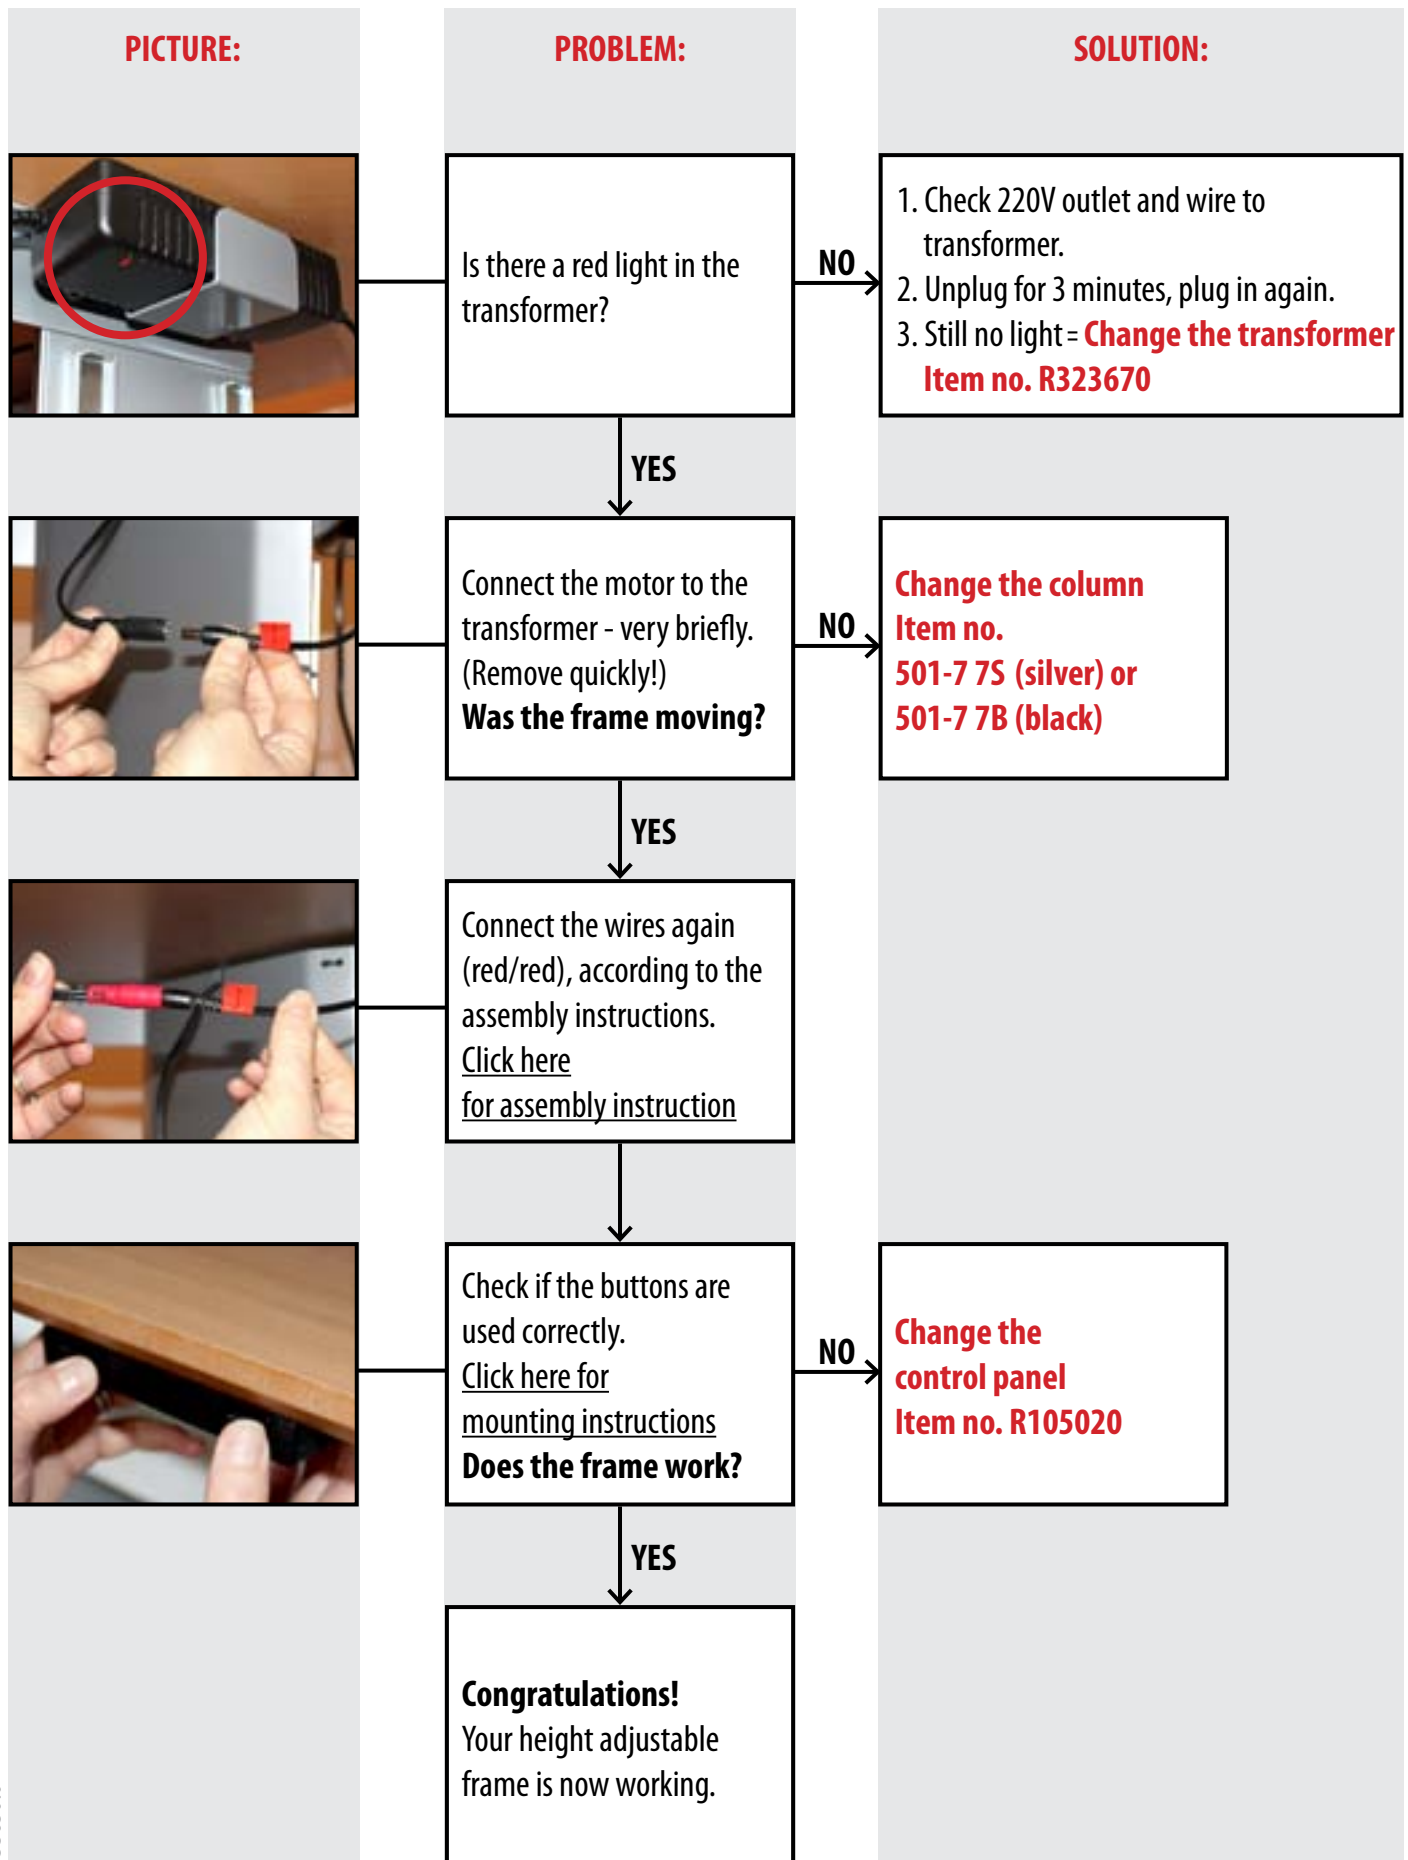 PICTURE:
PROBLEM:
SOLUTION:
Is there a red light in the
transformer?
NO
1. Check 220V outlet and wire to
transformer.
2. Unplug for 3 minutes, plug in again.
3. Still no light = Change the transformer
Item no. R323670
YES
Connect the motor to the
transformer - very briefly.
(Remove quickly!)
Was the frame moving?
NO
Change the column
Item no.
501-7 7S (silver) or
501-7 7B (black)
YES
Connect the wires again
(red/red), according to the
assembly instructions.
Click here
for assembly instruction
Check if the buttons are
used correctly.
Click here for
mounting instructions
Does the frame work?
NO
Change the
control panel
Item no. R105020
YES
Congratulations!
Your height adjustable
frame is now working.